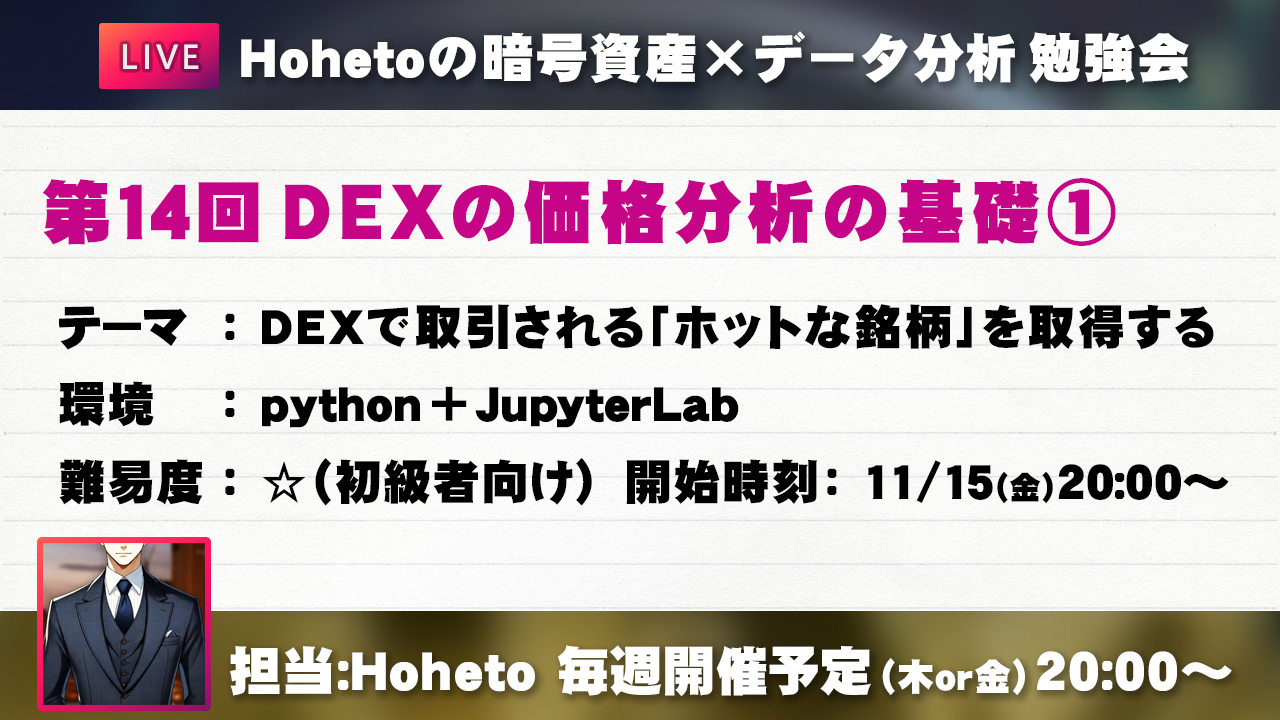 LIVE Hohetoの暗号資産×データ分析 勉強会
第14回 DEXの価格分析の基礎①
テーマ : DEXで取引される「ホットな銘柄」を取得する
環境 : python＋JupyterLab
難易度 : ☆（初級者向け） 開始時刻: 11/15(金)20:00～
担当:Hoheto 毎週開催予定（木or金）20:00～